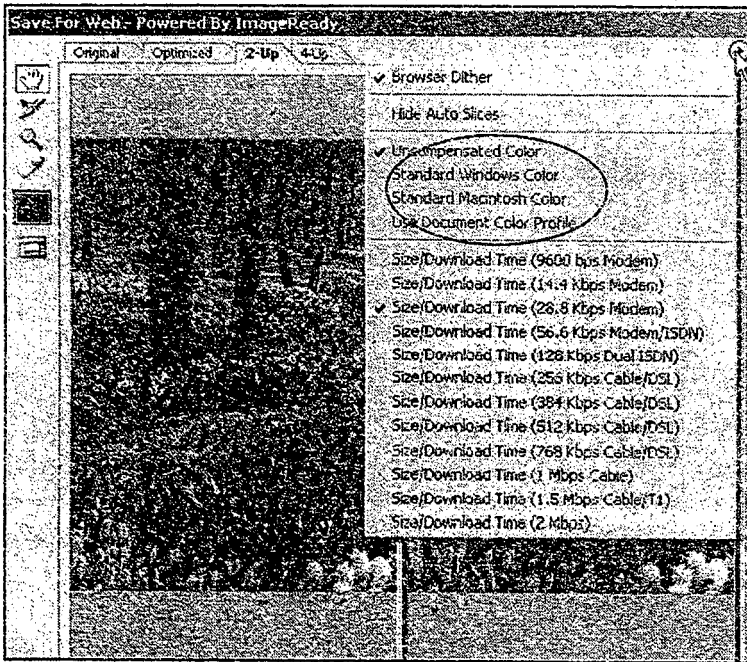 Save For Web - Powered By ImageReady
Original Optimized 2-Up 4-Up
Browser Dither
Hide Auto Slices
Uncompensated Color
Standard Windows Color
Standard Macintosh Color
Use Document Color Profile
Size/Download Time (9600 bps Modem)
Size/Download Time (14.4 Kbps Modem)
Size/Download Time (28.8 Kbps Modem)
Size/Download Time (56.6 Kbps Modem/ISDN)
Size/Download Time (128 Kbps Dual ISDN)
Size/Download Time (256 Kbps Cable/DSL)
Size/Download Time (384 Kbps Cable/DSL)
Size/Download Time (512 Kbps Cable/DSL)
Size/Download Time (768 Kbps Cable/DSL)
Size/Download Time (1 Mbps Cable)
Size/Download Time (1.5 Mbps Cable/T1)
Size/Download Time (2 Mbps)